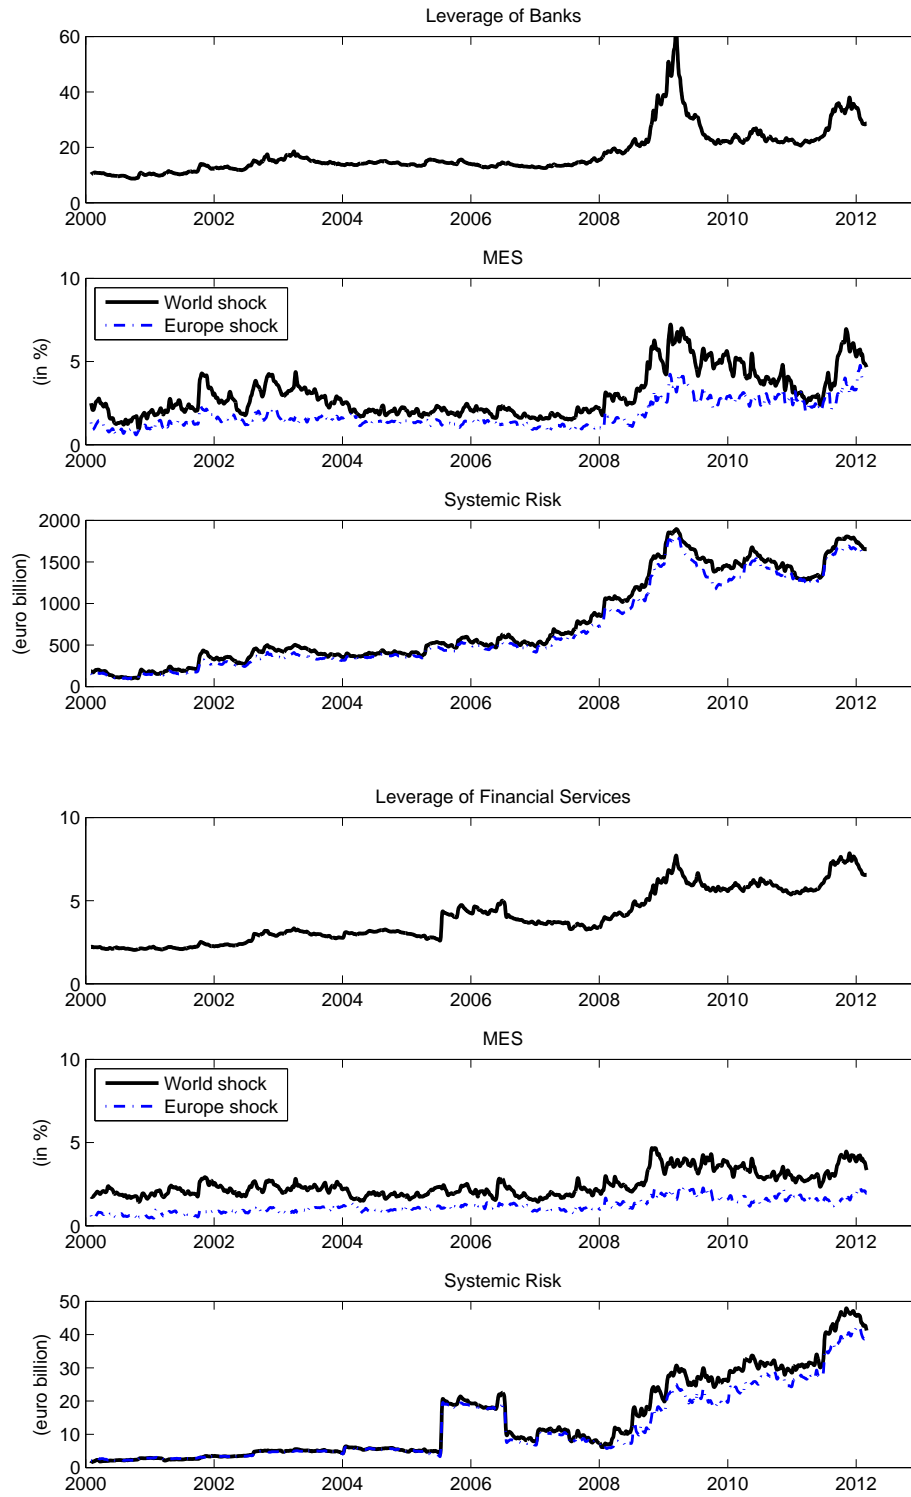 Leverage of Banks
60
40
20
0
2000 2002 2004 2006 2008 2010 2012
MES
10
5
0
(in %)
World shock
Europe shock
2000 2002 2004 2006 2008 2010 2012
Systemic Risk
2000
1500
1000
500
0
(euro billion)
2000 2002 2004 2006 2008 2010 2012
Leverage of Financial Services
10
5
0
2000 2002 2004 2006 2008 2010 2012
MES
10
5
0
(in %)
World shock
Europe shock
2000 2002 2004 2006 2008 2010 2012
Systemic Risk
50
40
30
20
10
0
(euro billion)
2000 2002 2004 2006 2008 2010 2012